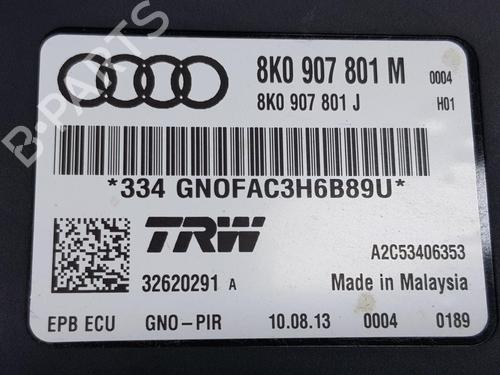 8K0 907 801 M 0004
8K0 907 801 J H01
*334 GNOFAC3H6B89U*
TRW
A2C53406353
32620291 A Made in Malaysia
EPB ECU GNO-PIR 10.08.13 0004 0189
B-PARTS